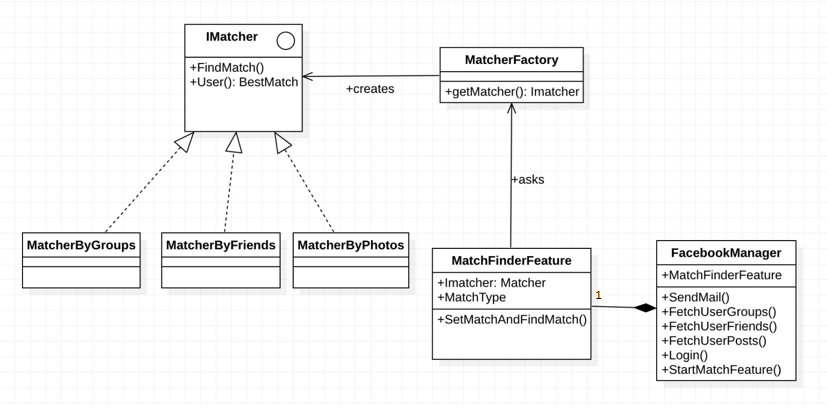 IMatcher
+FindMatch()
+User(): BestMatch
MatcherFactory
+getMatcher(): Imatcher
+creates
+asks
MatcherByGroups
MatcherByFriends
MatcherByPhotos
MatchFinderFeature
+Imatcher: Matcher
+MatchType
+SetMatchAndFindMatch()
1
FacebookManager
+MatchFinderFeature
+SendMail()
+FetchUserGroups()
+FetchUserFriends()
+FetchUserPosts()
+Login()
+StartMatchFeature()